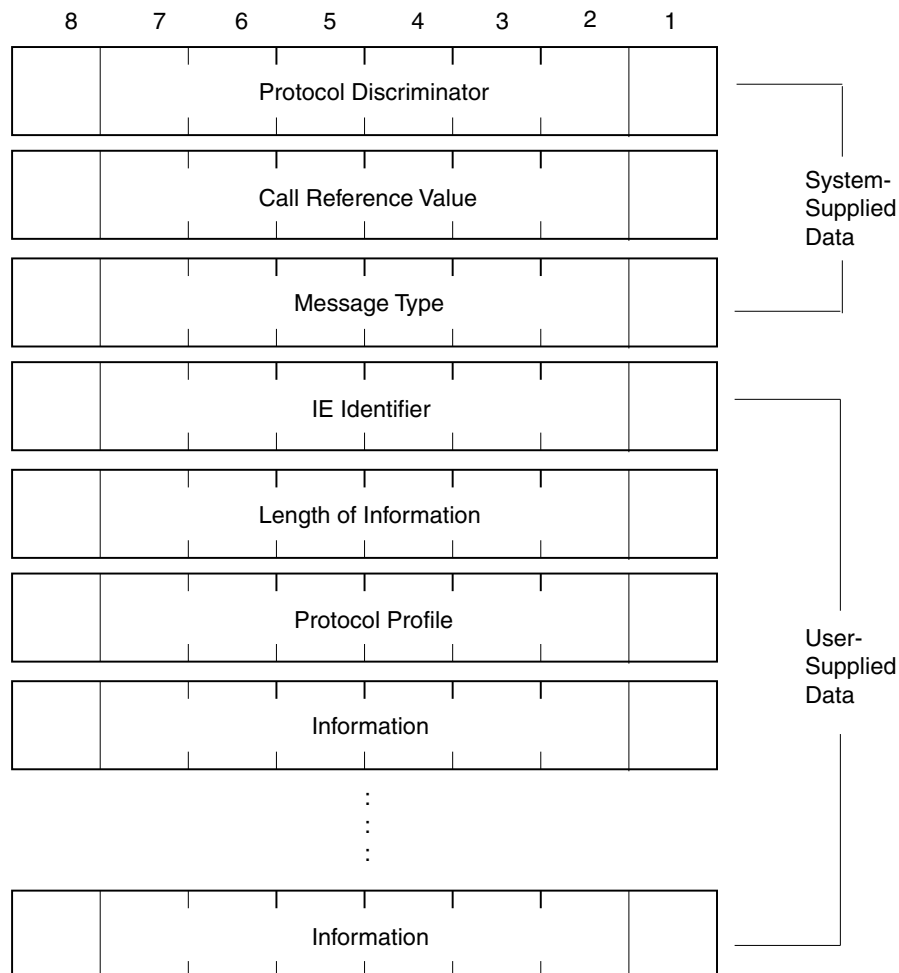 8 7 6 5 4 3 2 1
Protocol Discriminator
Call Reference Value
System-
Supplied
Data
Message Type
IE Identifier
Length of Information
Protocol Profile
User-
Supplied
Data
Information
:
:
:
Information